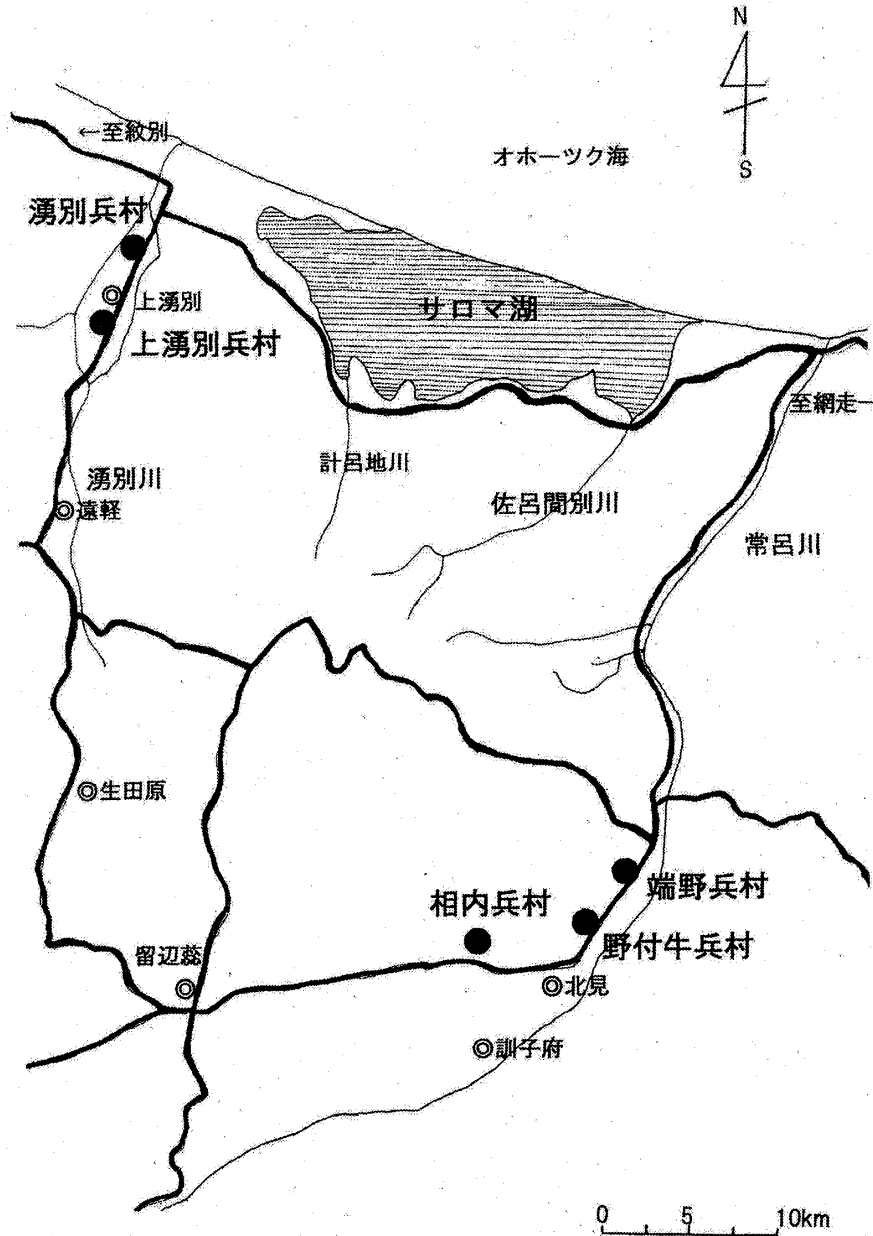 N
←至紋別
オホーツク海
S
湧別兵村
上湧別
サロマ湖
上湧別兵村
至網走→
計呂地川
湧別川
佐呂間別川
遠軽
常呂川
生田原
端野兵村
相内兵村
野付牛兵村
留辺蘂
北見
訓子府
0 5 10km